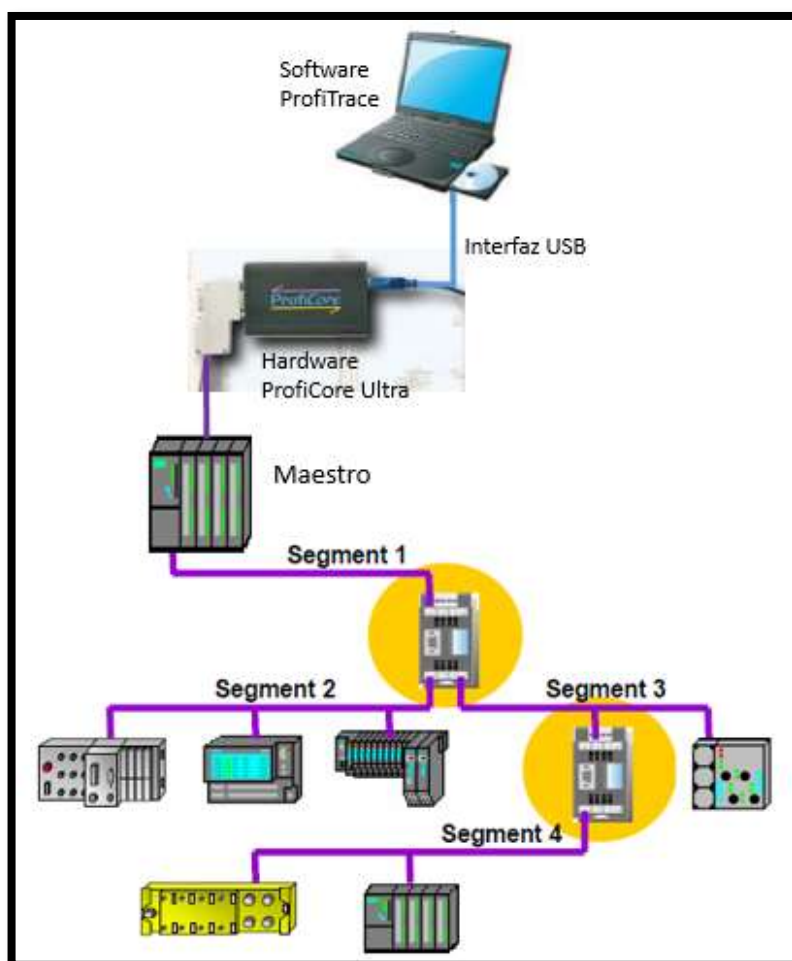 Software
ProfiTrace
Interfaz USB
ProfiCore
Hardware
ProfiCore Ultra
Maestro
Segment 1
Segment 2
Segment 3
Segment 4